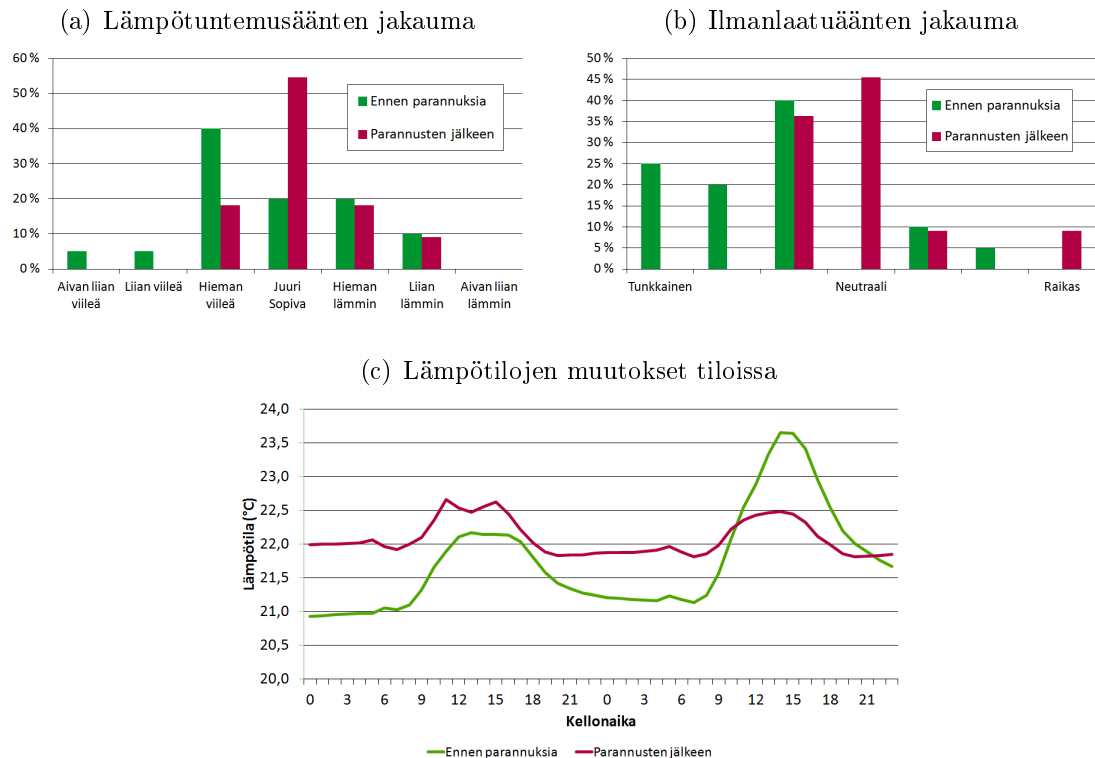 (a) Lämpötuntemusäänten jakauma
60%
50%
40%
30%
20%
10%
0%
Ennen parannuksia
Parannusten jälkeen
Aivan liian viileä
Liian viileä
Hieman viileä
Juuri Sopiva
Hieman lämmin
Liian lämmin
Aivan liian lämmin
(b) Ilmanlaatuäänten jakauma
50%
45%
40%
35%
30%
25%
20%
15%
10%
5%
0%
Ennen parannuksia
Parannusten jälkeen
Tunkkainen
Neutraali
Raikas
(c) Lämpötilojen muutokset tiloissa
24,0
23,5
23,0
22,5
22,0
21,5
21,0
20,5
20,0
Lämpötila (°C)
0 3 6 9 12 15 18 21 0 3 6 9 12 15 18 21
Kellonaika
Ennen parannuksia
Parannusten jälkeen